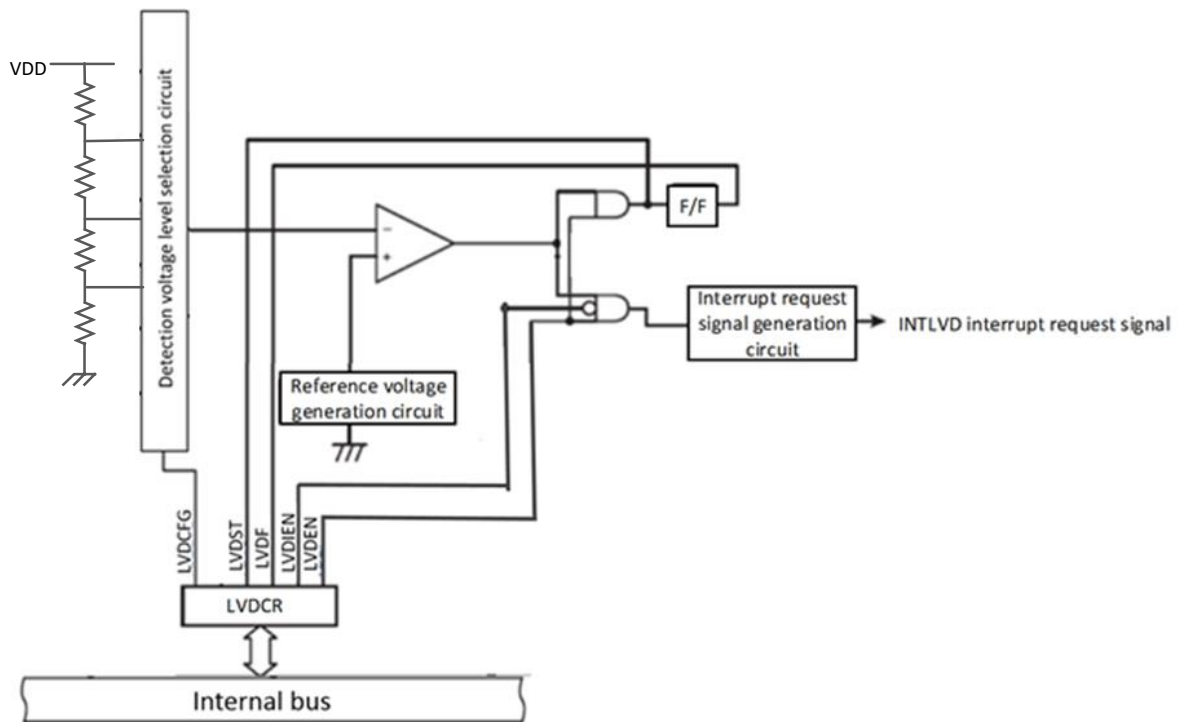 VDD
Detection voltage level selection circuit
−
+
F/F
Interrupt request
signal generation
circuit
INTLVD interrupt request signal
Reference voltage
generation circuit
LVDCFG
LVDST
LVDF
LVDIEN
LVDEN
LVDCR
Internal bus